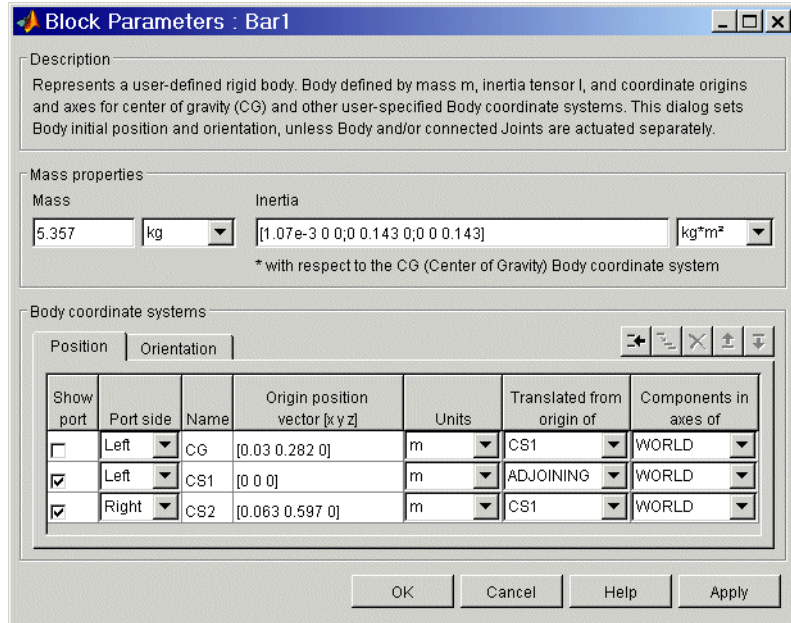 Block Parameters : Bar1
Description
Represents a user-defined rigid body. Body defined by mass m, inertia tensor I, and coordinate origins
and axes for center of gravity (CG) and other user-specified Body coordinate systems. This dialog sets
Body initial position and orientation, unless Body and/or connected Joints are actuated separately.
Mass properties
Mass Inertia
5.357 kg [1.07e-3 0 0;0 0.143 0;0 0 0.143] kg*m²
* with respect to the CG (Center of Gravity) Body coordinate system
Body coordinate systems
Position Orientation
Show Origin position Translated from Components in
port Port side Name vector [x y z] Units origin of axes of
Left CG [0.03 0.282 0] m CS1 WORLD
Left CS1 [0 0 0] m ADJOINING WORLD
Right CS2 [0.063 0.597 0] m CS1 WORLD
OK Cancel Help Apply